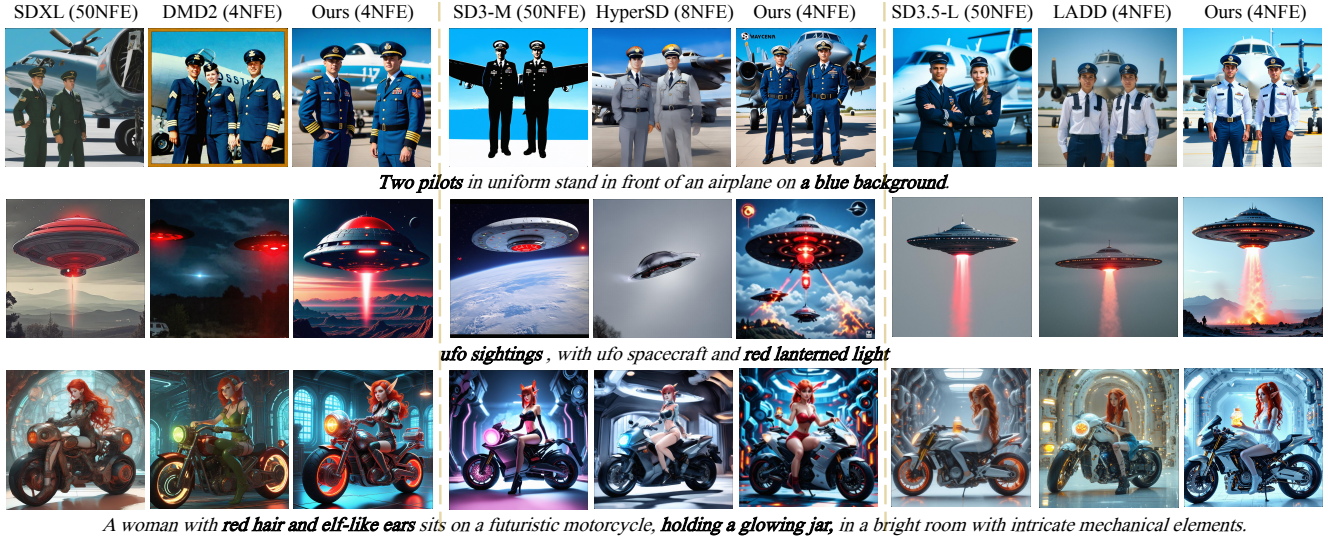 SDXL (50NFE) DMD2 (4NFE) Ours (4NFE) SD3-M (50NFE) HyperSD (8NFE) Ours (4NFE) SD3.5-L (50NFE) LADD (4NFE) Ours (4NFE)
Two pilots in uniform stand in front of an airplane on a blue background.
ufo sightings , with ufo spacecraft and red lanterned light
A woman with red hair and elf-like ears sits on a futuristic motorcycle, holding a glowing jar, in a bright room with intricate mechanical elements.